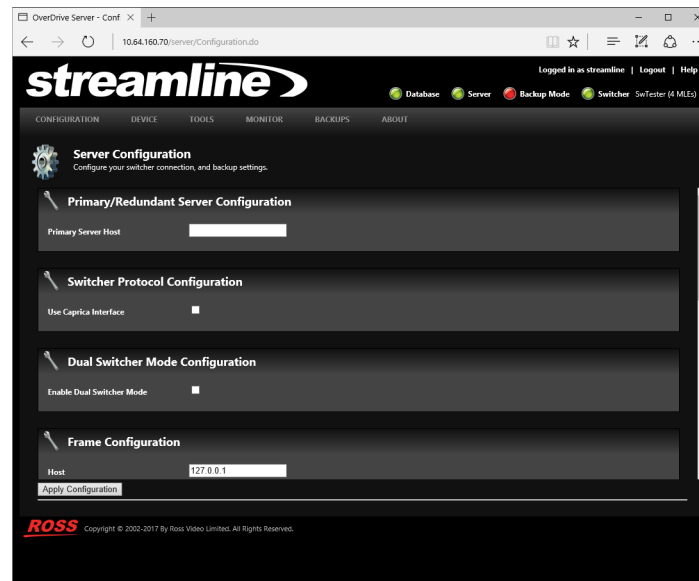 OverDrive Server - Conf
10.64.160.70/server/Configuration.do
streamline
Logged in as streamline | Logout | Help
Database Server Backup Mode Switcher SwTester (4 MLEs)
CONFIGURATION DEVICE TOOLS MONITOR BACKUPS ABOUT
Server Configuration
Configure your switcher connection, and backup settings.
Primary/Redundant Server Configuration
Primary Server Host
Switcher Protocol Configuration
Use Caprica Interface
Dual Switcher Mode Configuration
Enable Dual Switcher Mode
Frame Configuration
Host 127.0.0.1
Apply Configuration
ROSS Copyright © 2002-2017 By Ross Video Limited. All Rights Reserved.